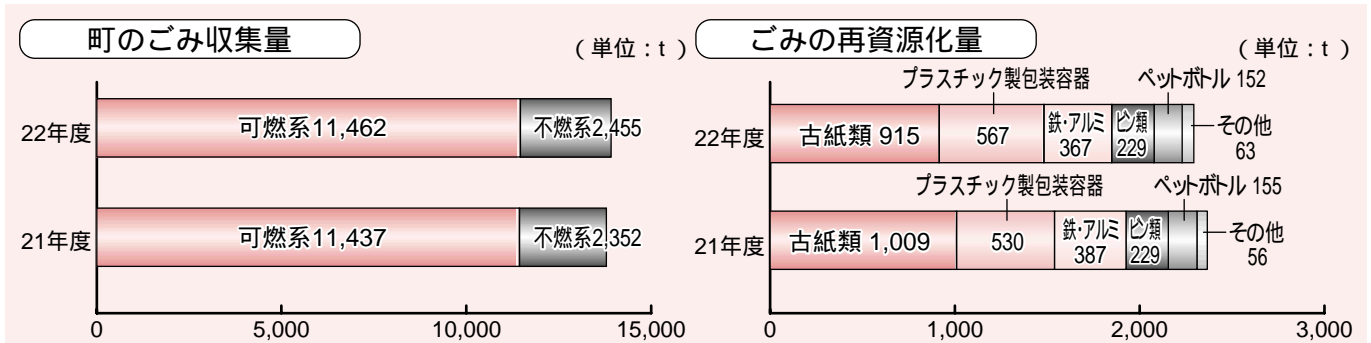 町のごみ収集量
(単位：t)
22年度
可燃系11,462
不燃系2,455
21年度
可燃系11,437
不燃系2,352
0
5,000
10,000
15,000
ごみの再資源化量
(単位：t)
プラスチック製包装容器
ペットボトル 152
22年度
古紙類 915
567
鉄・アルミ
367
ビン類
229
その他
63
プラスチック製包装容器
ペットボトル 155
21年度
古紙類 1,009
530
鉄・アルミ
387
ビン類
229
その他
56
0
1,000
2,000
3,000